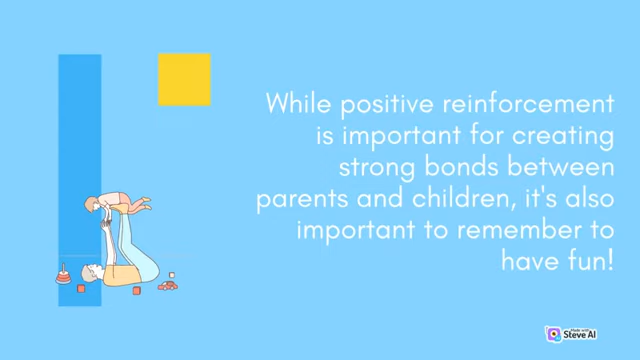 While positive reinforcement
is important for creating
strong bonds between
parents and children, it's also
important to remember to
have fun!
Made with
Steve AI